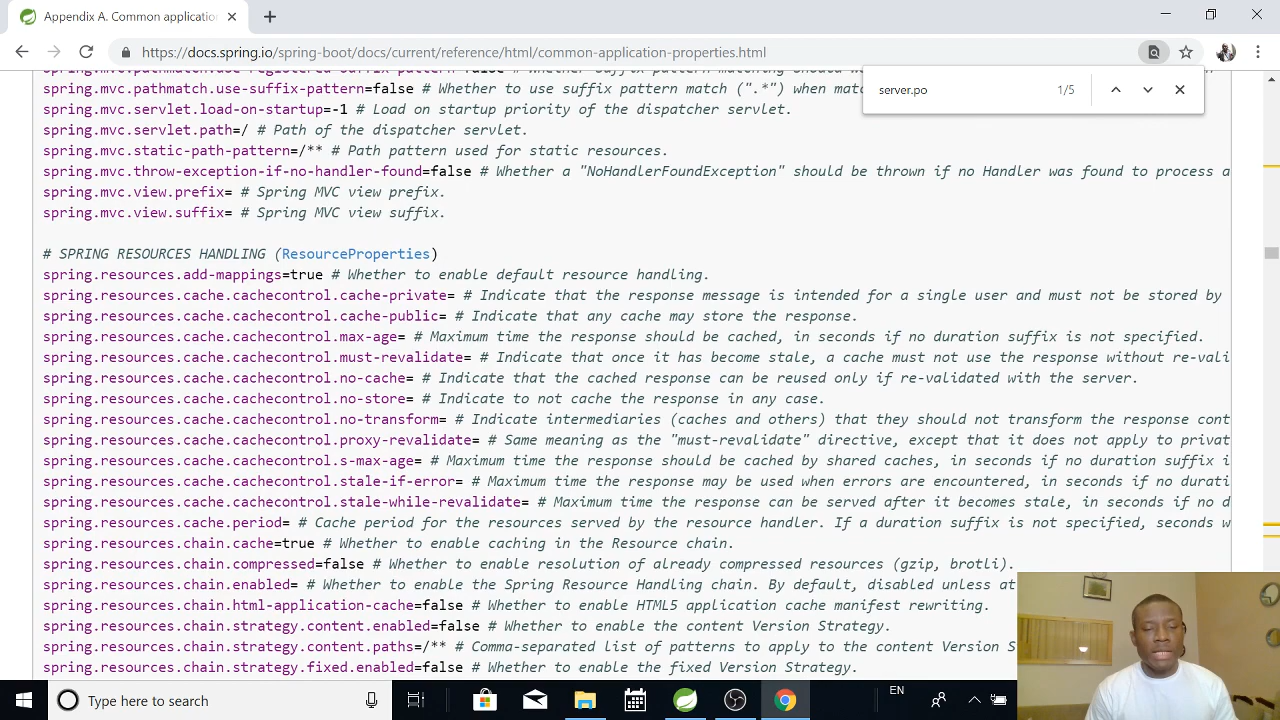 Appendix A. Common application
https://docs.spring.io/spring-boot/docs/current/reference/html/common-application-properties.html
server.po
1/5
spring.mvc.pathmatch.use-registered-suffix-pattern=false # Whether suffix pattern matching should
spring.mvc.pathmatch.use-suffix-pattern=false # Whether to use suffix pattern match (".*") when
spring.mvc.servlet.load-on-startup=-1 # Load on startup priority of the dispatcher servlet.
spring.mvc.servlet.path=/ # Path of the dispatcher servlet.
spring.mvc.static-path-pattern=/** # Path pattern used for static resources.
spring.mvc.throw-exception-if-no-handler-found=false # Whether a "NoHandlerFoundException" should be thrown if no Handler was found to process a
spring.mvc.view.prefix= # Spring MVC view prefix.
spring.mvc.view.suffix= # Spring MVC view suffix.
# SPRING RESOURCES HANDLING (ResourceProperties)
spring.resources.add-mappings=true # Whether to enable default resource handling.
spring.resources.cache.cachecontrol.cache-private= # Indicate that the response message is intended for a single user and must not be stored by
spring.resources.cache.cachecontrol.cache-public= # Indicate that any cache may store the response.
spring.resources.cache.cachecontrol.max-age= # Maximum time the response should be cached, in seconds if no duration suffix is not specified.
spring.resources.cache.cachecontrol.must-revalidate= # Indicate that once it has become stale, a cache must not use the response without re-vali
spring.resources.cache.cachecontrol.no-cache= # Indicate that the cached response can be reused only if re-validated with the server.
spring.resources.cache.cachecontrol.no-store= # Indicate to not cache the response in any case.
spring.resources.cache.cachecontrol.no-transform= # Indicate intermediaries (caches and others) that they should not transform the response cont
spring.resources.cache.cachecontrol.proxy-revalidate= # Same meaning as the "must-revalidate" directive, except that it does not apply to privat
spring.resources.cache.cachecontrol.s-max-age= # Maximum time the response should be cached by shared caches, in seconds if no duration suffix i
spring.resources.cache.cachecontrol.stale-if-error= # Maximum time the response may be used when errors are encountered, in seconds if no durati
spring.resources.cache.cachecontrol.stale-while-revalidate= # Maximum time the response can be served after it becomes stale, in seconds if no d
spring.resources.cache.period= # Cache period for the resources served by the resource handler. If a duration suffix is not specified, seconds w
spring.resources.chain.cache=true # Whether to enable caching in the Resource chain.
spring.resources.chain.compressed=false # Whether to enable resolution of already compressed resources (gzip, brotli).
spring.resources.chain.enabled= # Whether to enable the Spring Resource Handling chain. By default, disabled unless at
spring.resources.chain.html-application-cache=false # Whether to enable HTML5 application cache manifest rewriting.
spring.resources.chain.strategy.content.enabled=false # Whether to enable the content Version Strategy.
spring.resources.chain.strategy.content.paths=/** # Comma-separated list of patterns to apply to the content Version S
spring.resources.chain.strategy.fixed.enabled=false # Whether to enable the fixed Version Strategy.
Type here to search
EN